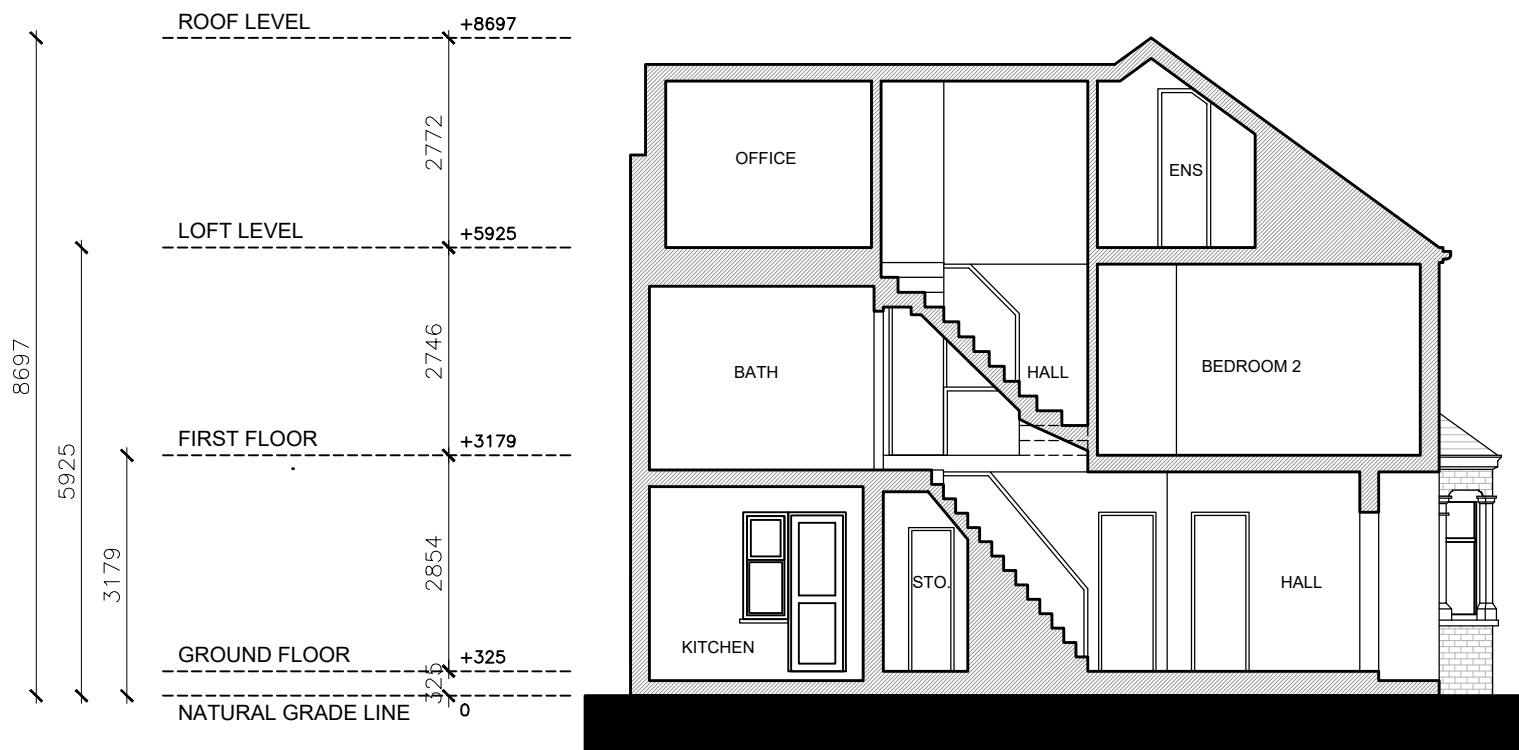 ROOF LEVEL +8697
2772
OFFICE
ENS
LOFT LEVEL +5925
8697
2746
BATH
HALL
BEDROOM 2
FIRST FLOOR +3179
5925
3179
2854
STO.
HALL
KITCHEN
GROUND FLOOR +325
325
NATURAL GRADE LINE 0